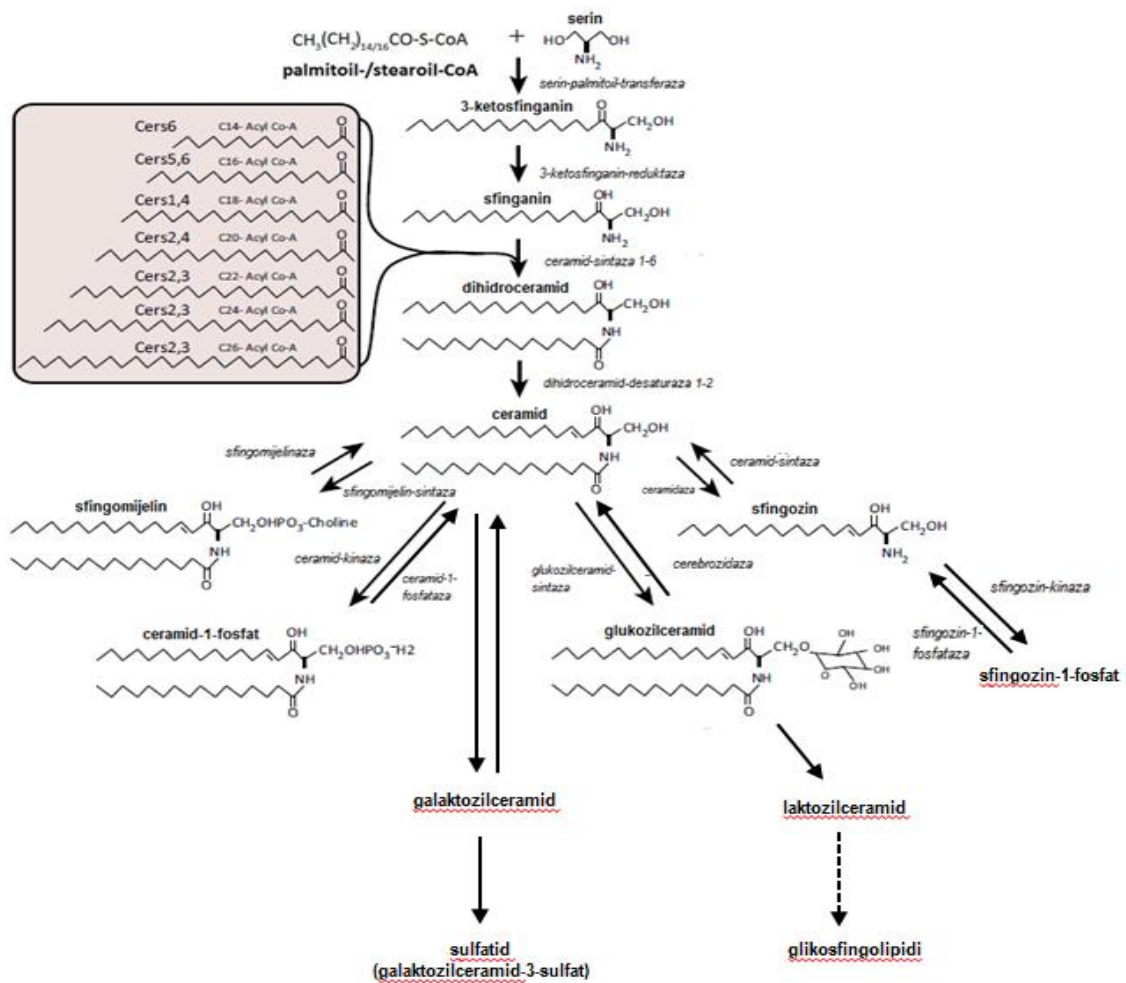 serin
CH3(CH2)14/16CO-S-CoA + HO OH
NH2
palmitoil-/stearoil-CoA
serin-palmitoil-transferaza
3-ketosfinganin
O
CH2OH
NH2
3-ketosfinganin-reduktaza
sfinganin
OH
CH2OH
NH2
ceramid-sintaza 1-6
Cers6 C14- Acyl Co-A O
Cers5,6 C16- Acyl Co-A O
Cers1,4 C18- Acyl Co-A O
Cers2,4 C20- Acyl Co-A O
Cers2,3 C22- Acyl Co-A O
Cers2,3 C24- Acyl Co-A O
Cers2,3 C26- Acyl Co-A O
dihidroceramid
OH
CH2OH
NH
O
dihidroceramid-desaturaza 1-2
ceramid
OH
CH2OH
NH
O
sfingomijelinaza
sfingomijelin-sintaza
ceramid-sintaza
ceramidaza
sfingomijelin
OH
CH2OHPO3-Choline
NH
O
sfingozin
OH
CH2OH
NH2
ceramid-kinaza
ceramid-1-
fosfataza
glukozilceramid-
sintaza
cerebrozidaza
sfingozin-kinaza
sfingozin-1-
fosfataza
sfingozin-1-fosfat
ceramid-1-fosfat
OH
CH2OHPO3-H2
NH
O
glukozilceramid
OH
CH2O
OH
OH
OH
O
OH
NH
O
galaktozilceramid
laktozilceramid
sulfatid
(galaktozilceramid-3-sulfat)
glikosfingolipidi